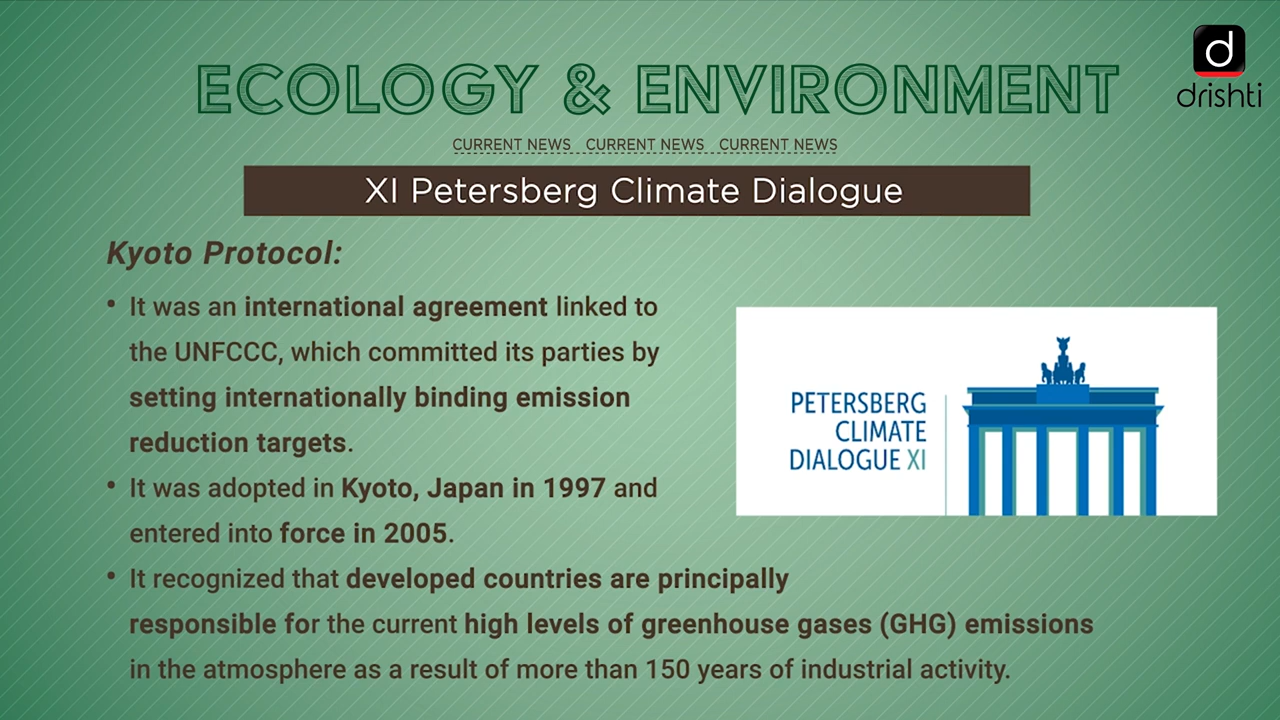 ECOLOGY & ENVIRONMENT
d
drishti
CURRENT NEWS CURRENT NEWS CURRENT NEWS
XI Petersberg Climate Dialogue
Kyoto Protocol:
• It was an international agreement linked to
the UNFCCC, which committed its parties by
setting internationally binding emission
reduction targets.
• It was adopted in Kyoto, Japan in 1997 and
entered into force in 2005.
• It recognized that developed countries are principally
responsible for the current high levels of greenhouse gases (GHG) emissions
in the atmosphere as a result of more than 150 years of industrial activity.
PETERSBERG
CLIMATE
DIALOGUE XI